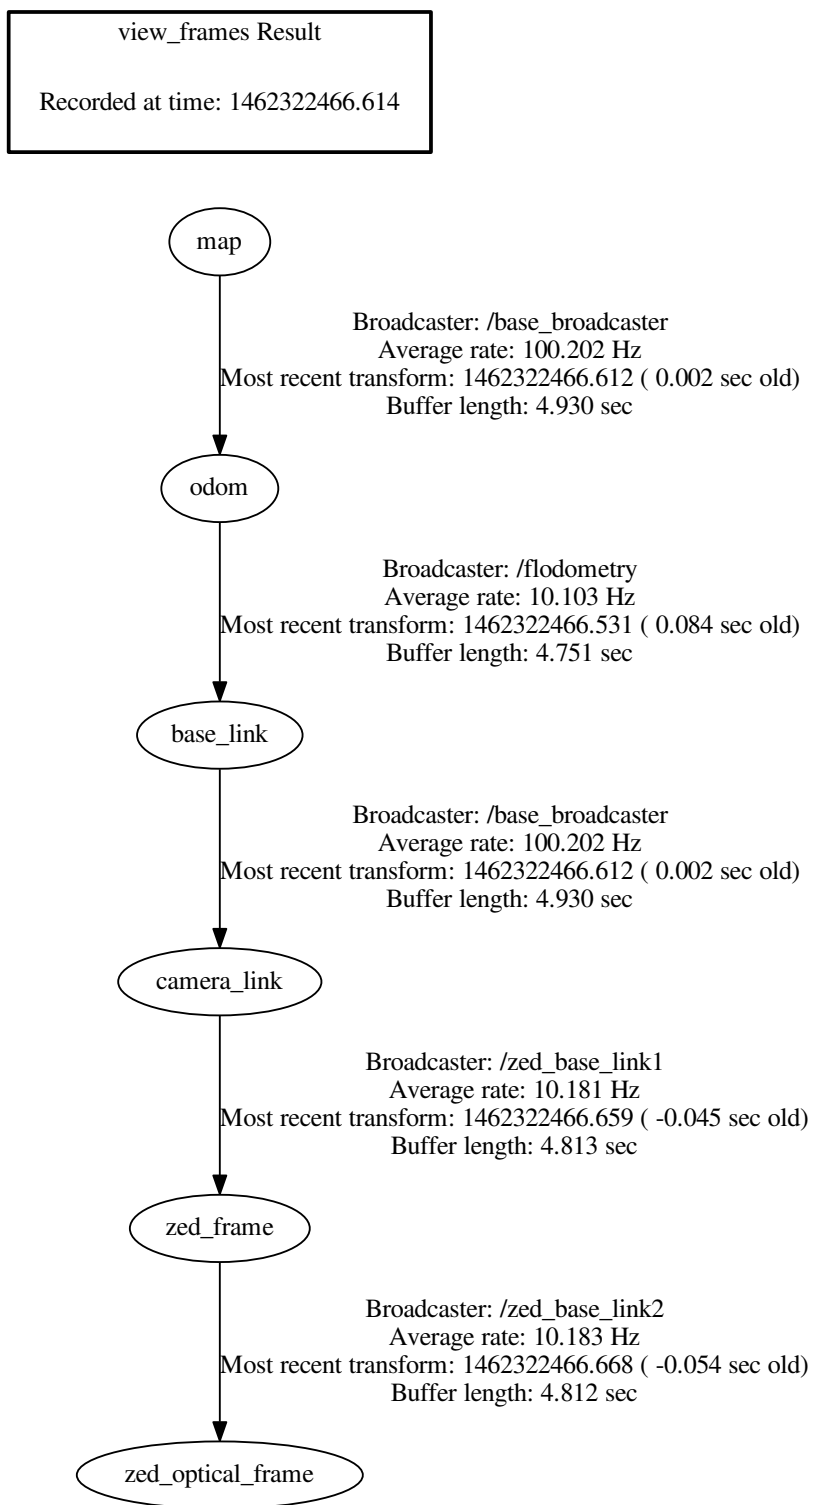 view_frames Result
Recorded at time: 1462322466.614
map
Broadcaster: /base_broadcaster
Average rate: 100.202 Hz
Most recent transform: 1462322466.612 ( 0.002 sec old)
Buffer length: 4.930 sec
odom
Broadcaster: /flodometry
Average rate: 10.103 Hz
Most recent transform: 1462322466.531 ( 0.084 sec old)
Buffer length: 4.751 sec
base_link
Broadcaster: /base_broadcaster
Average rate: 100.202 Hz
Most recent transform: 1462322466.612 ( 0.002 sec old)
Buffer length: 4.930 sec
camera_link
Broadcaster: /zed_base_link1
Average rate: 10.181 Hz
Most recent transform: 1462322466.659 ( -0.045 sec old)
Buffer length: 4.813 sec
zed_frame
Broadcaster: /zed_base_link2
Average rate: 10.183 Hz
Most recent transform: 1462322466.668 ( -0.054 sec old)
Buffer length: 4.812 sec
zed_optical_frame